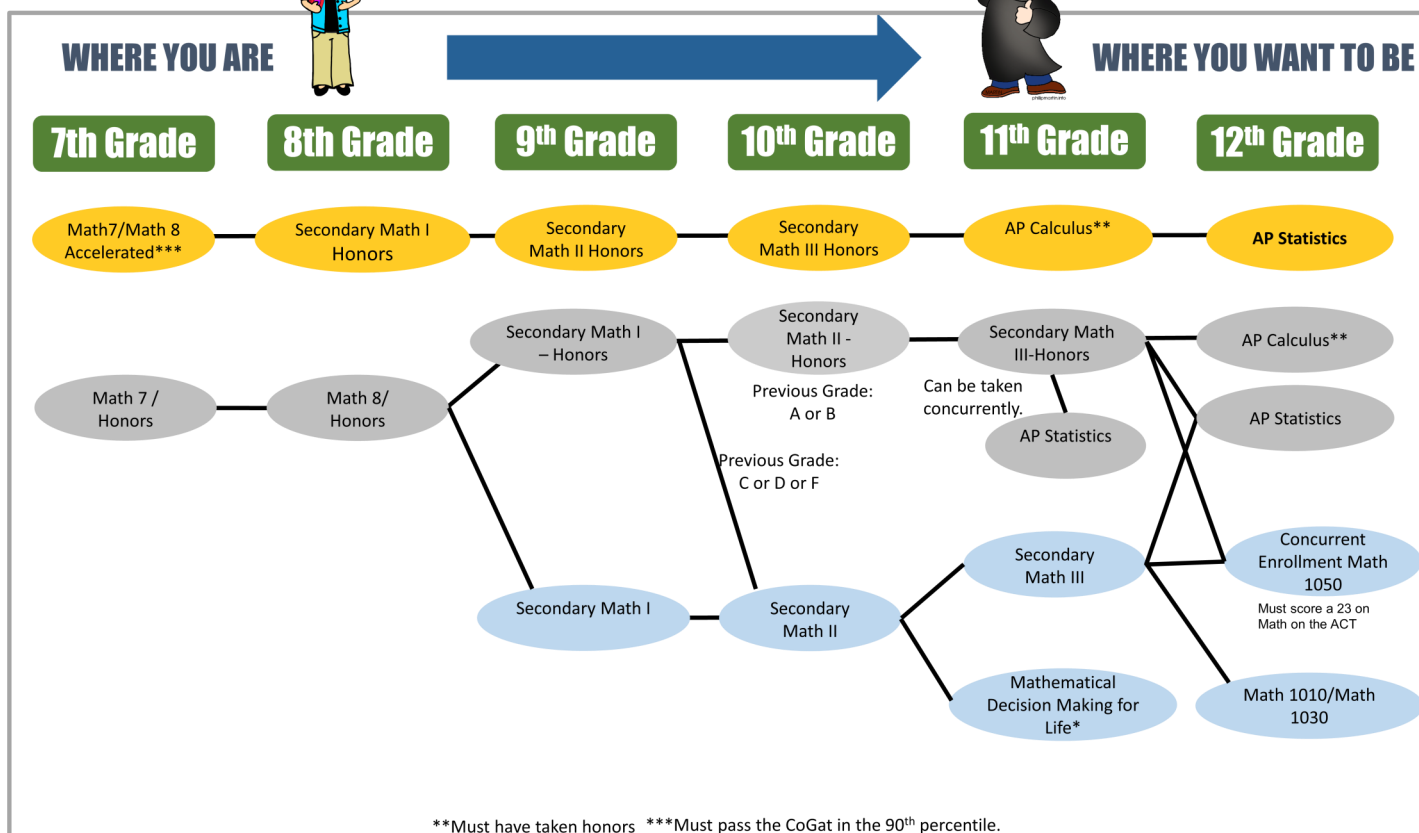 WHERE YOU ARE
WHERE YOU WANT TO BE
philipmartin.info
7th Grade
8th Grade
9th Grade
10th Grade
11th Grade
12th Grade
Math7/Math 8
Accelerated***
Secondary Math I
Honors
Secondary
Math II Honors
Secondary
Math III Honors
AP Calculus**
AP Statistics
Math 7 /
Honors
Math 8/
Honors
Secondary Math I
– Honors
Secondary
Math II -
Honors
Previous Grade:
A or B
Previous Grade:
C or D or F
Secondary Math
III-Honors
Can be taken
concurrently.
AP Statistics
AP Calculus**
AP Statistics
Secondary Math I
Secondary
Math II
Secondary
Math III
Mathematical
Decision Making for
Life*
Concurrent
Enrollment Math
1050
Must score a 23 on
Math on the ACT
Math 1010/Math
1030
**Must have taken honors ***Must pass the CoGat in the 90th percentile.